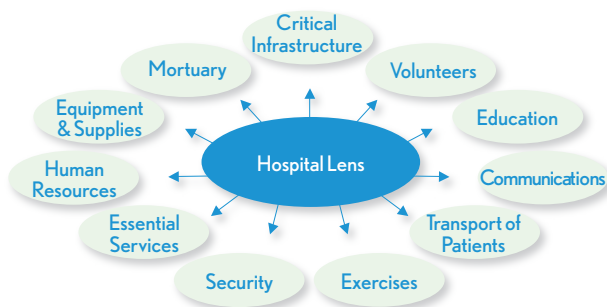 Critical
Infrastructure
Mortuary
Volunteers
Equipment
& Supplies
Education
Hospital Lens
Human
Resources
Communications
Essential
Services
Transport of
Patients
Security
Exercises